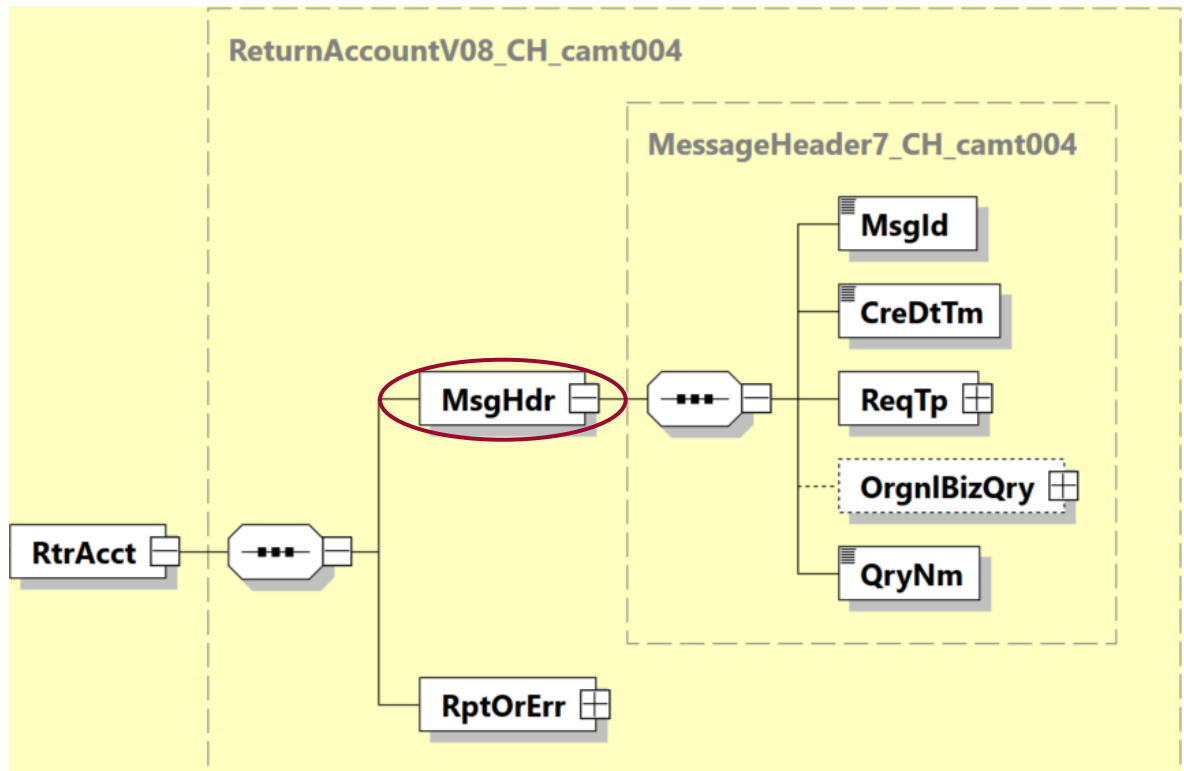 ReturnAccountV08_CH_camt004
MessageHeader7_CH_camt004
MsgId
CreDtTm
MsgHdr
ReqTp
OrgnlBizQry
RtrAcct
QryNm
RptOrErr